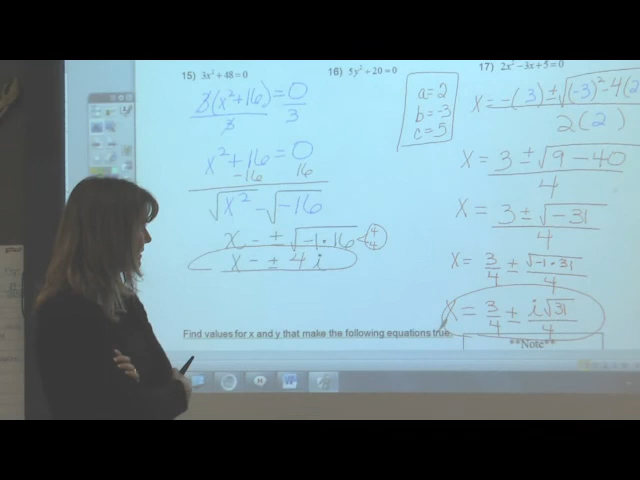 15) 3x² + 48 = 0
3(x² + 16) = 0
3 3
x² + 16 = 0
-16 16
√x² - √-16
x - ± √-1·16 < 4 4
x - ± 4i
16) 5y² + 20 = 0
17) 2x² - 3x + 5 = 0
a = 2
b = -3
c = 5
X = -(3) ± √(-3)² - 4(2
2(2)
X = 3 ± √9 - 40
4
X = 3 ± √-31
4
X = 3/4 ± √-1·31/4
X = 3/4 ± i√31/4
Find values for x and y that make the following equations true.
**Note**